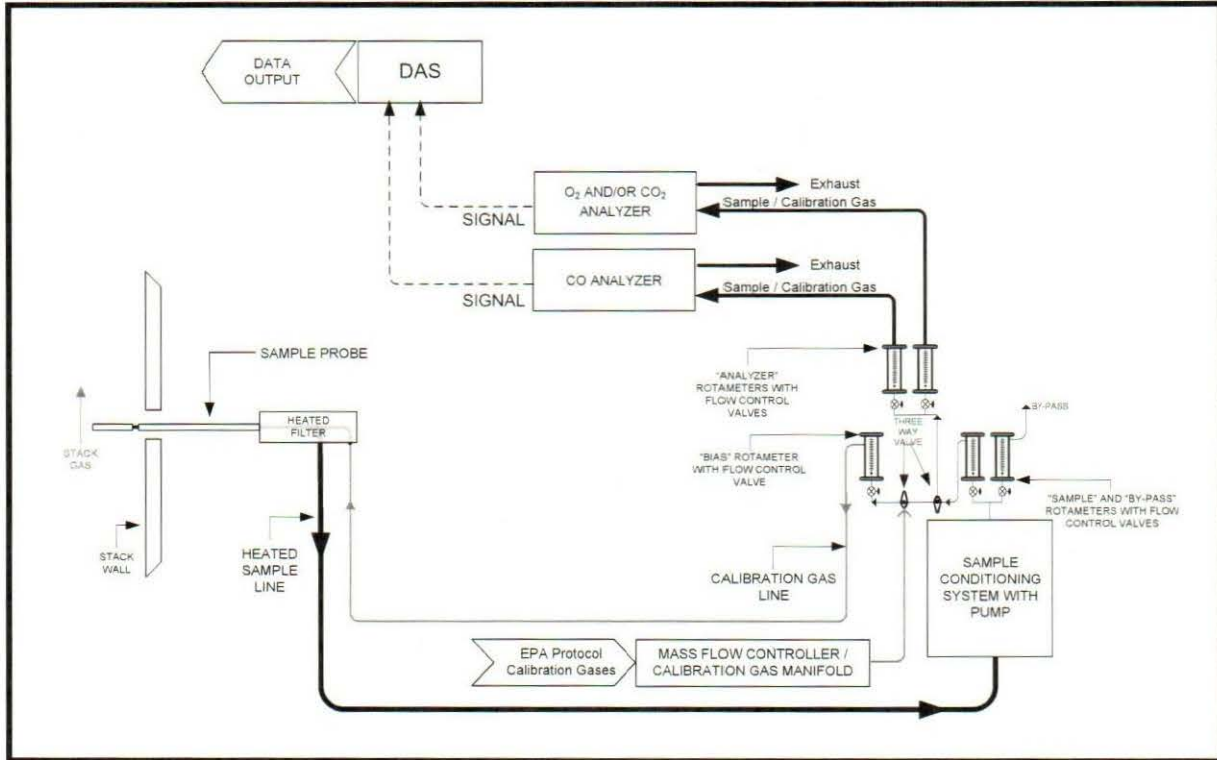 DATA
OUTPUT
DAS
O₂ AND/OR CO₂
ANALYZER
Exhaust
Sample / Calibration Gas
SIGNAL
CO ANALYZER
Exhaust
Sample / Calibration Gas
SIGNAL
SAMPLE PROBE
"ANALYZER"
ROTAMETERS WITH
FLOW CONTROL
VALVES
HEATED
FILTER
STACK
GAS
"BIAS" ROTAMETER
WITH FLOW CONTROL
VALVE
THREE
WAY
VALVE
BY-PASS
"SAMPLE" AND "BY-PASS"
ROTAMETERS WITH FLOW
CONTROL VALVES
STACK
WALL
HEATED
SAMPLE
LINE
CALIBRATION GAS
LINE
SAMPLE
CONDITIONING
SYSTEM WITH
PUMP
EPA Protocol
Calibration Gases
MASS FLOW CONTROLLER /
CALIBRATION GAS MANIFOLD